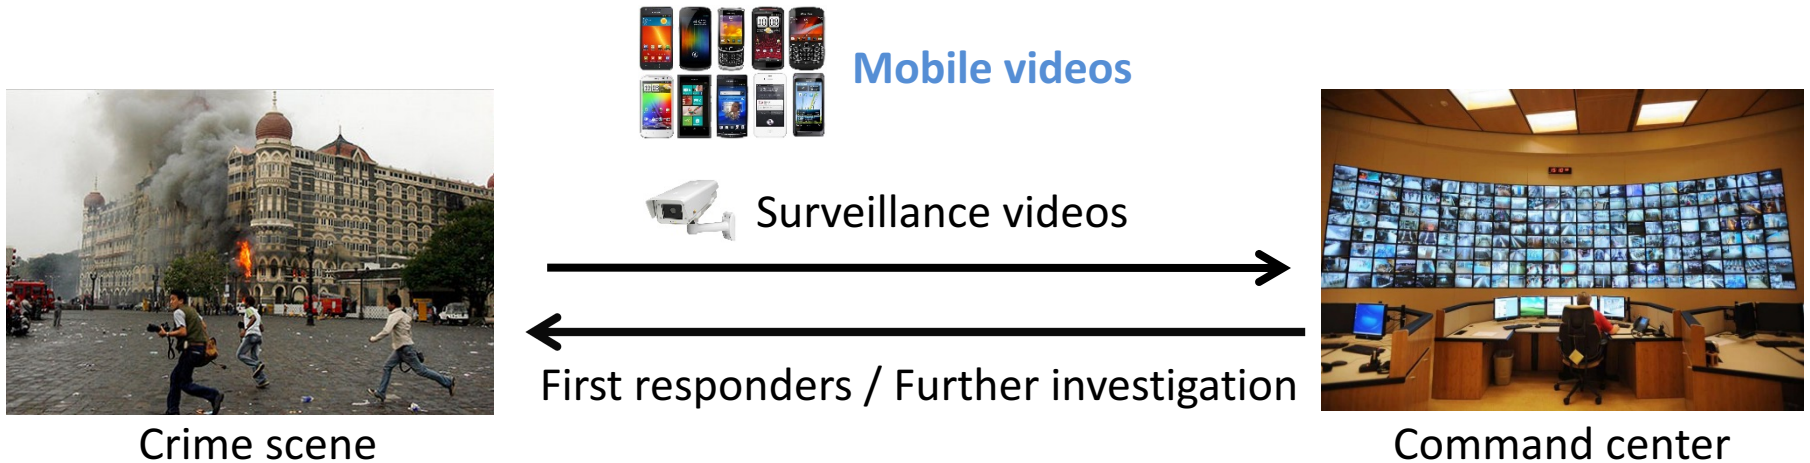 Mobile videos
Surveillance videos
First responders / Further investigation
Crime scene
Command center